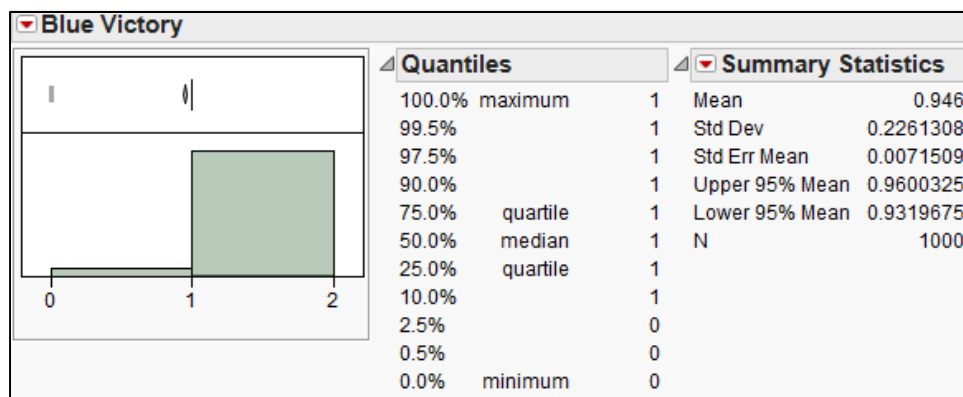 Blue Victory
0 1 2
Quantiles
100.0% maximum 1
99.5% 1
97.5% 1
90.0% 1
75.0% quartile 1
50.0% median 1
25.0% quartile 1
10.0% 1
2.5% 0
0.5% 0
0.0% minimum 0
Summary Statistics
Mean 0.946
Std Dev 0.2261308
Std Err Mean 0.0071509
Upper 95% Mean 0.9600325
Lower 95% Mean 0.9319675
N 1000